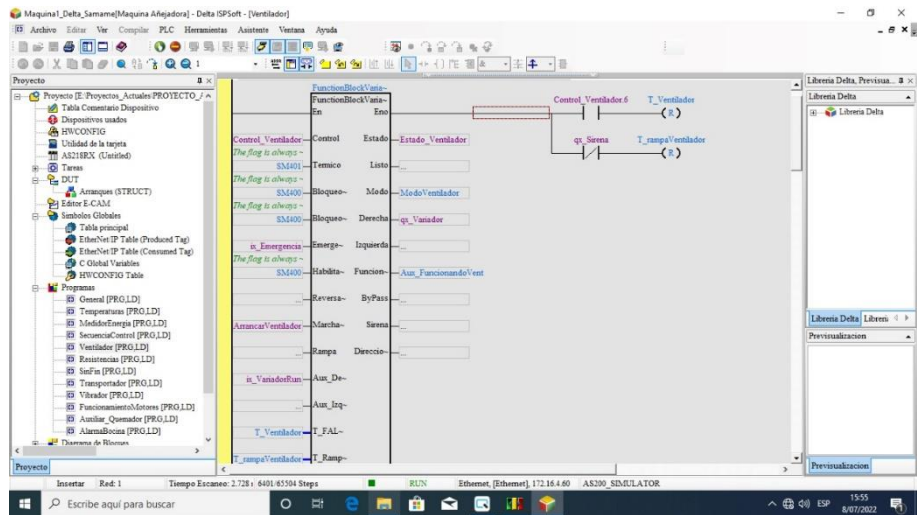 Maquina1_Delta_Samame[Maquina Añejadora] - Delta ISPSoft - [Ventilador]
Archivo Editar Ver Compilar PLC Herramientas Asistente Ventana Ayuda
Proyecto
Proyecto [E:\Proyectos_Actuales\PROYECTO_J
Tabla Comentario Dispositivo
Dispositivos usados
HWCONFIG
Utilidad de la tarjeta
AS218RX (Untitled)
Tareas
DUT
Arranques (STRUCT)
Editor E-CAM
Simbolos Globales
Tabla principal
EtherNet/IP Table (Produced Tag)
EtherNet/IP Table (Consumed Tag)
C Global Variables
HWCONFIG Table
Programas
General [PRG,LD]
Temperaturas [PRG,LD]
MedidorEnergia [PRG,LD]
SecuenciaControl [PRG,LD]
Ventilador [PRG,LD]
Resistencias [PRG,LD]
SinFin [PRG,LD]
Transportador [PRG,LD]
Vibrador [PRG,LD]
FuncionamientoMotores [PRG,LD]
Auxiliar_Quemador [PRG,LD]
AlarmaBocina [PRG,LD]
Diagrama de Bloques
Proyecto
FunctionBlockVaria~
FunctionBlockVaria~
En Eno
Control_Ventilador Control Estado Estado_Ventilador
The flag is always ~
SM401 Termico Listo ...
The flag is always ~
SM400 Bloqueo~ Modo ModoVentilador
The flag is always ~
SM400 Bloqueo~ Derecha qx_Variador
is_Emergencia Emerge~ Izquierda ...
The flag is always ~
SM400 Habilita~ Funcion~ Aux_FuncionandoVent
... Reversa~ ByPass ...
ArrancarVentilador Marcha~ Sirena ...
... Rampa Direccio~ ...
is_VariadorRun Aux_De~
... Aux_Izq~
T_Ventilador T_FAL~
T_rampaVentilador T_Ramp~
Control_Ventilador.6 T_Ventilador
R
qx_Sirena T_rampaVentilador
R
Libreria Delta, Previsua...
Libreria Delta
Libreria Delta
Libreria Delta Libreri
Previsualizacion
Previsualizacion
Insertar Red: 1 Tiempo Escaneo: 2.728 6401/65504 Steps RUN Ethernet, [Ethernet], 172.16.4.60 AS200_SIMULATOR
Escribe aquí para buscar
ESP
15:55
8/07/2022